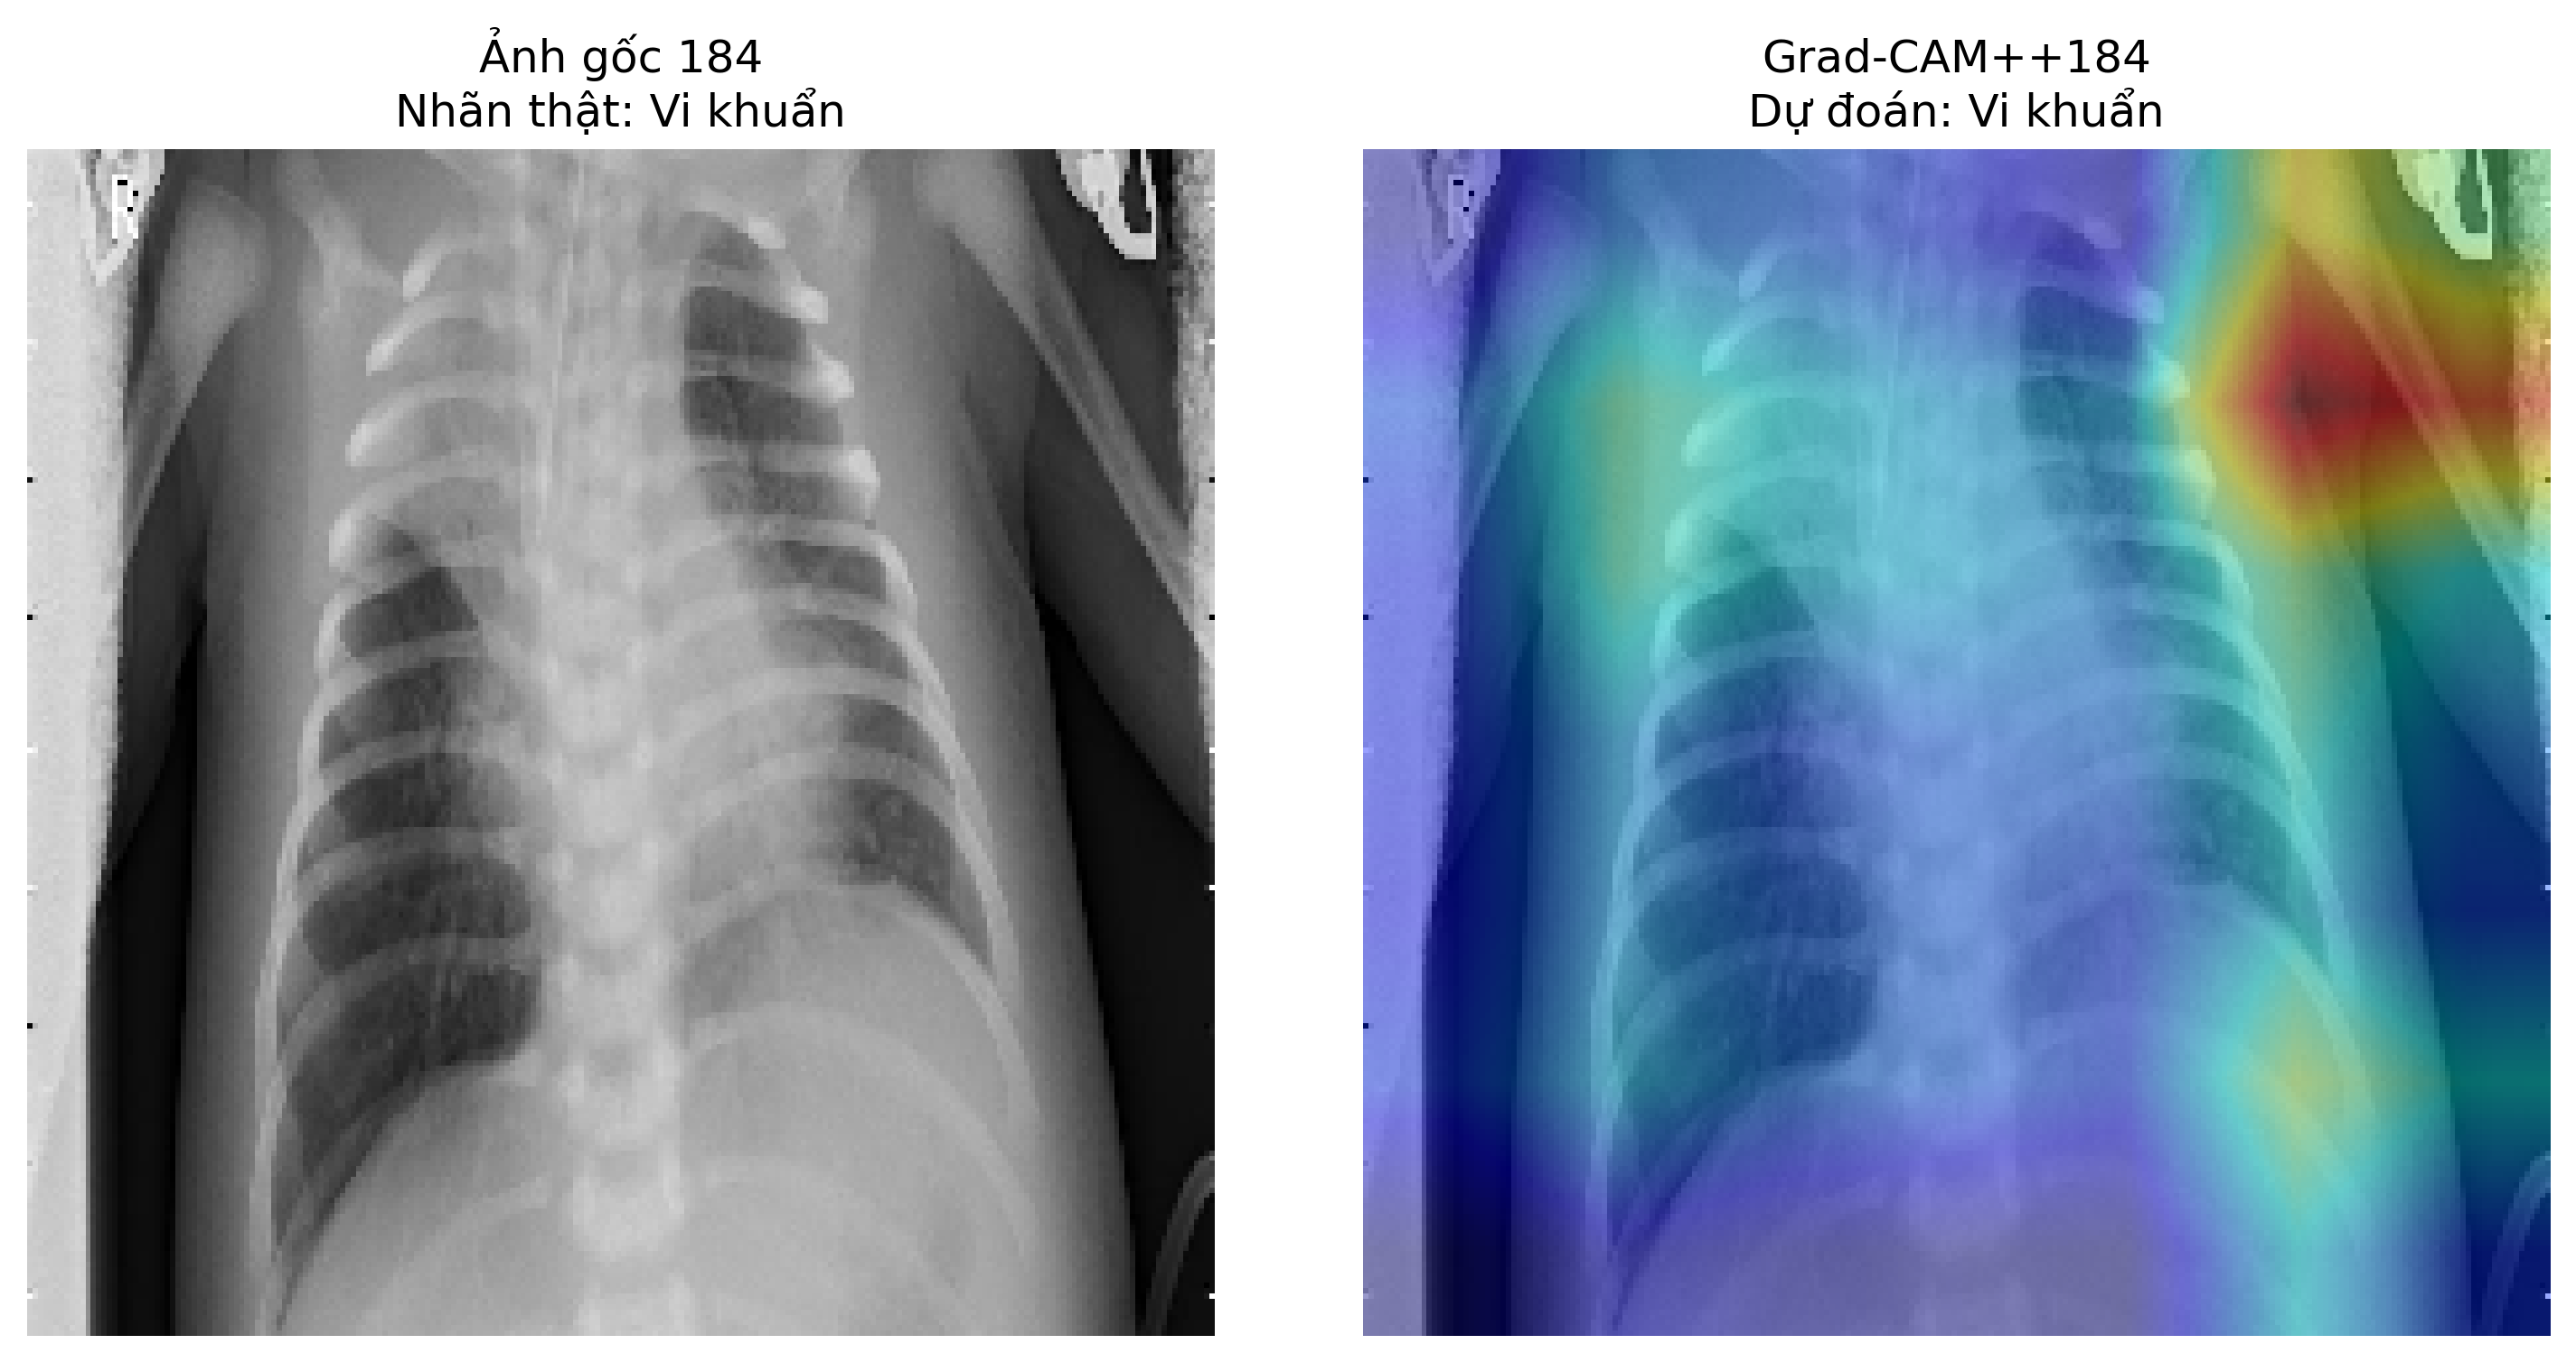 Ảnh gốc 184
Nhãn thật: Vi khuẩn
Grad-CAM++184
Dự đoán: Vi khuẩn